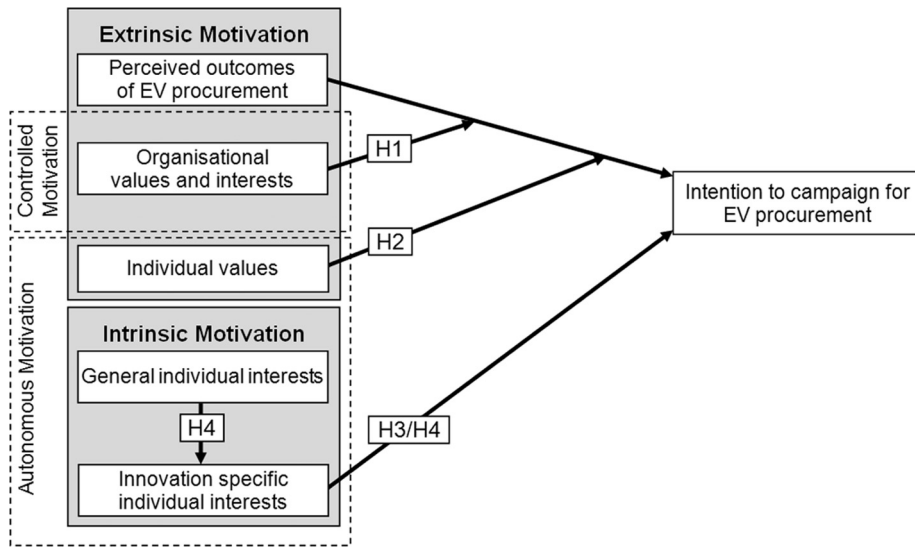 Extrinsic Motivation
Perceived outcomes
of EV procurement
Controlled
Motivation
Organisational
values and interests
H1
Intention to campaign for
EV procurement
H2
Individual values
Autonomous Motivation
Intrinsic Motivation
General individual interests
H4
H3/H4
Innovation specific
individual interests